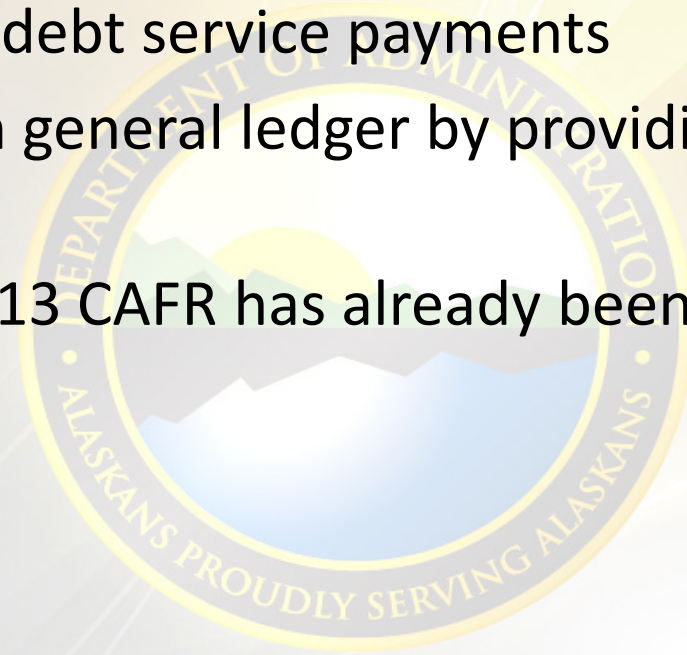 debt service payments
general ledger by providi
13 CAFR has already been
DEPARTMENT OF ADMINISTRATION
• ALASKANS PROUDLY SERVING ALASKANS •